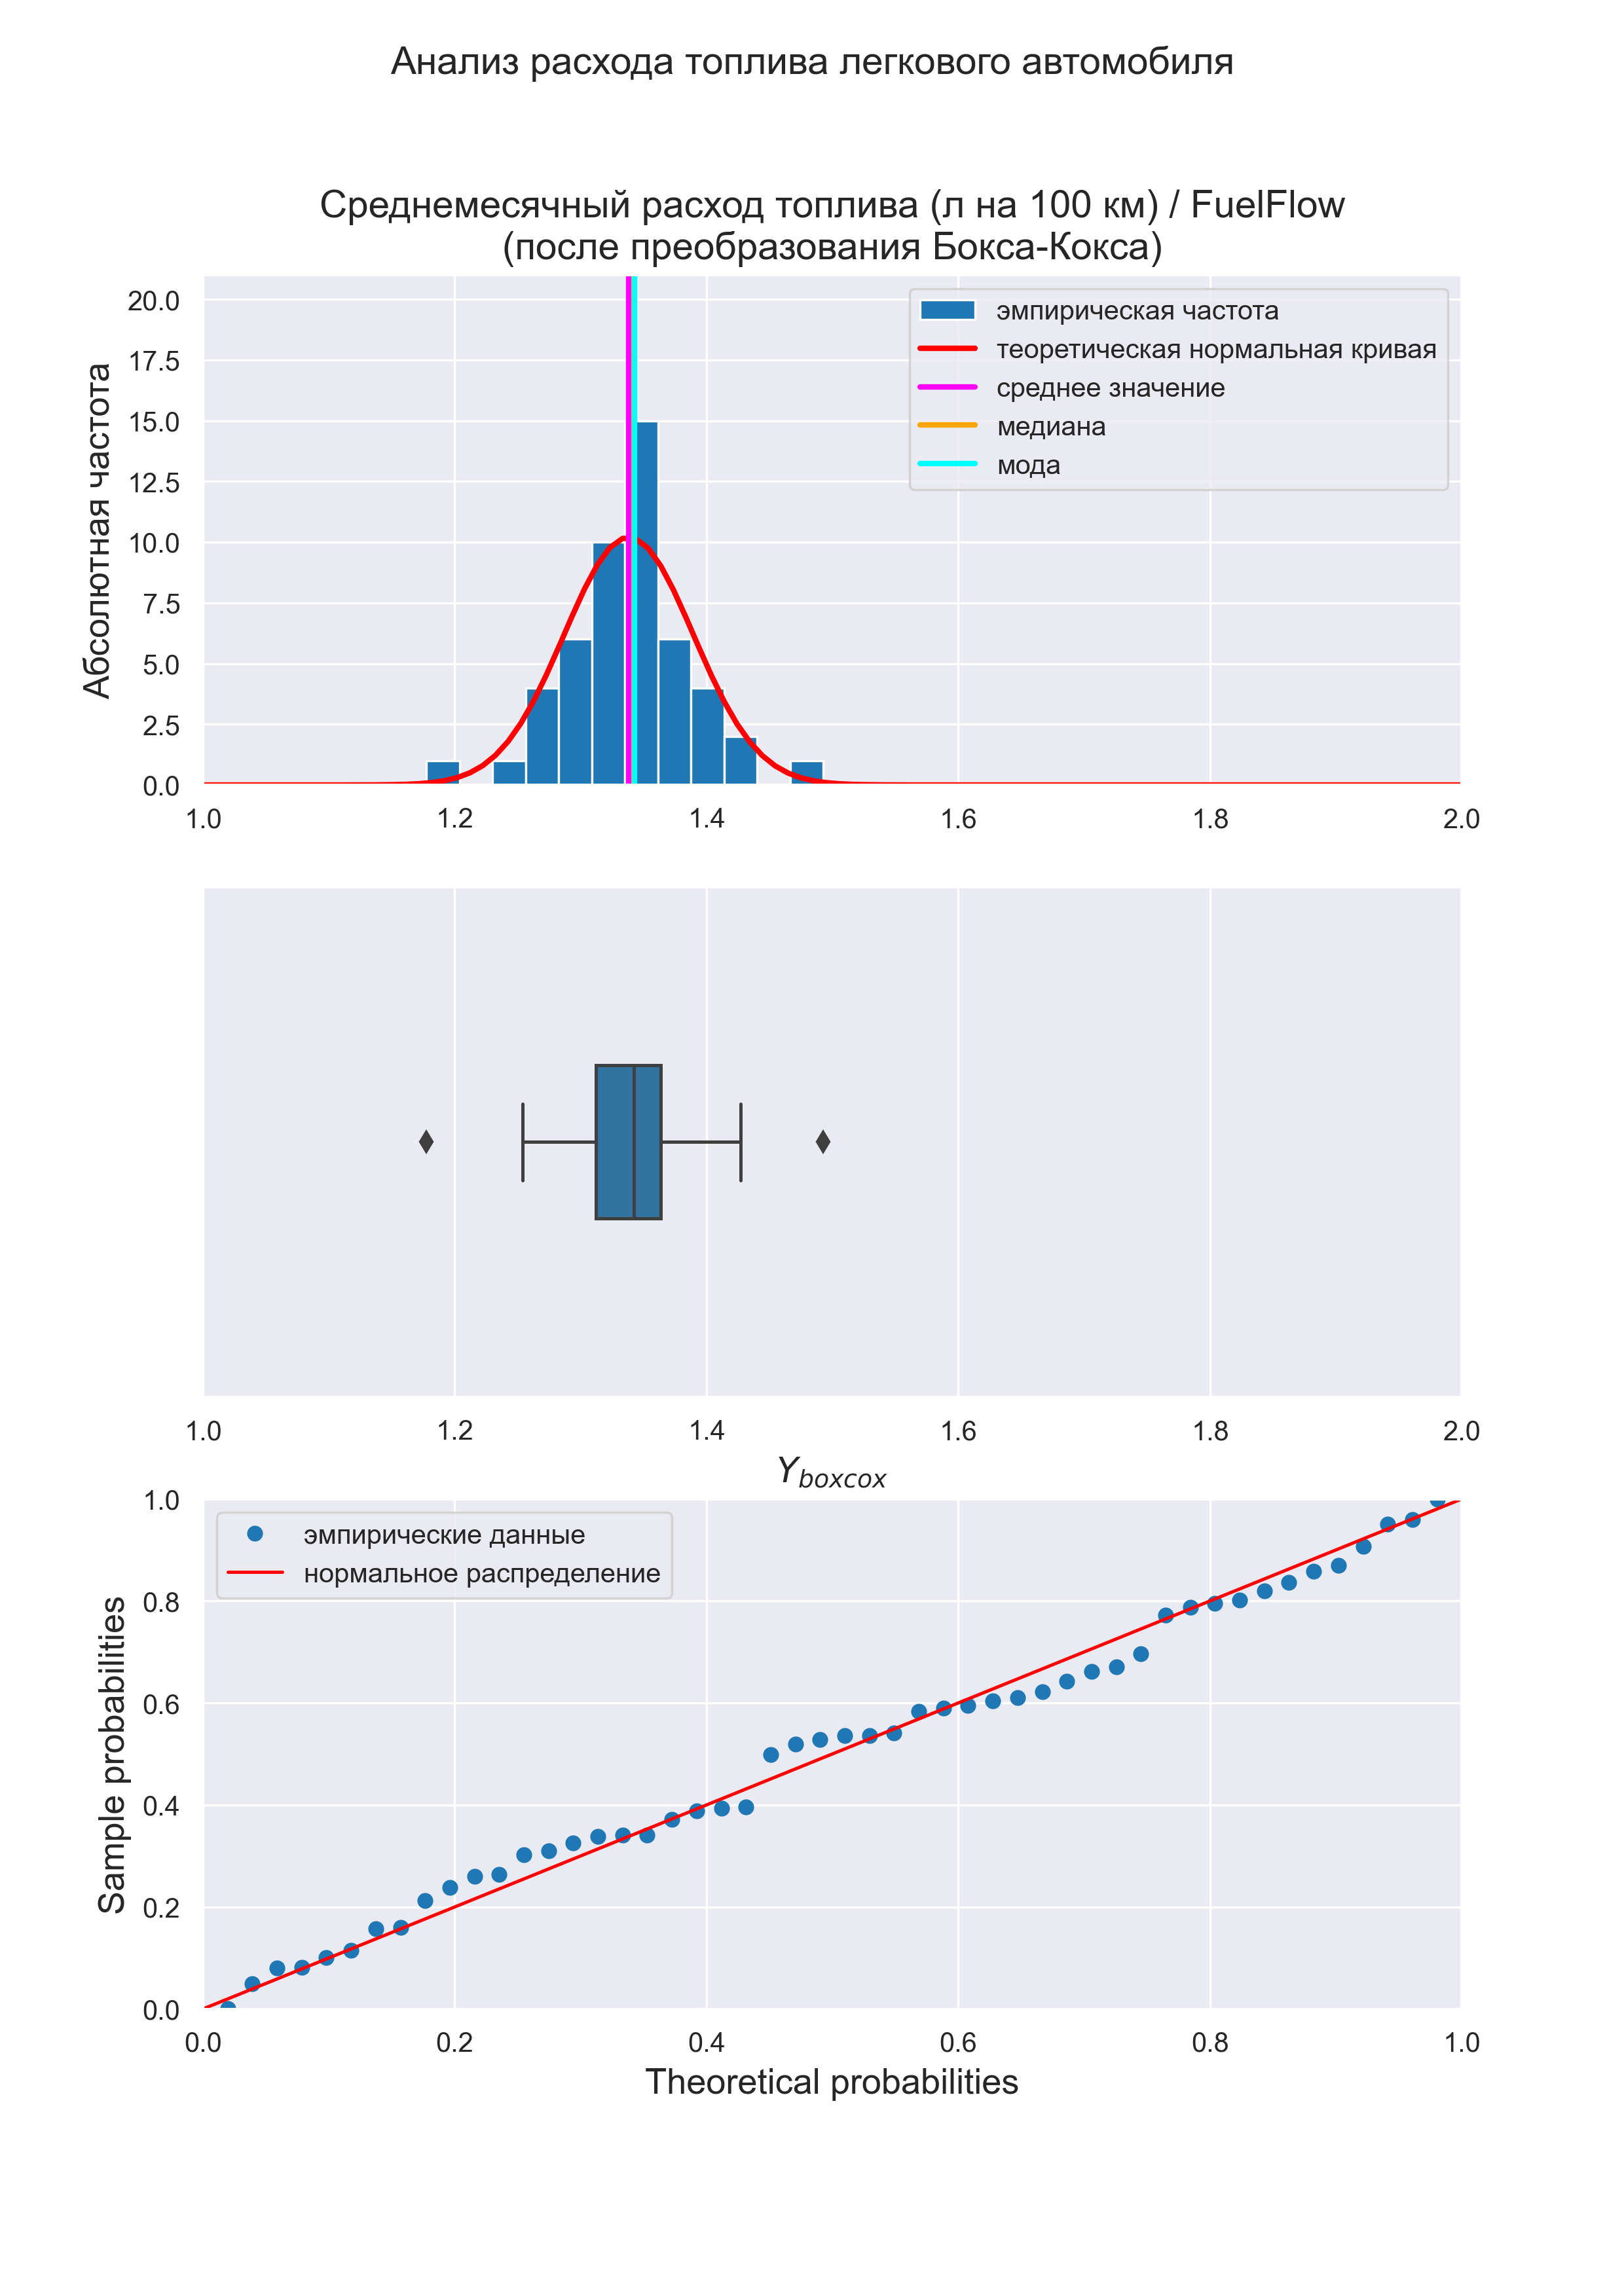 Анализ расхода топлива легкового автомобиля
Среднемесячный расход топлива (л на 100 км) / FuelFlow
(после преобразования Бокса-Кокса)
Абсолютная частота
20.0
17.5
15.0
12.5
10.0
7.5
5.0
2.5
0.0
эмпирическая частота
теоретическая нормальная кривая
среднее значение
медиана
мода
1.0 1.2 1.4 1.6 1.8 2.0
1.0 1.2 1.4 1.6 1.8 2.0
Y_boxcox
Sample probabilities
1.0
0.8
0.6
0.4
0.2
0.0
эмпирические данные
нормальное распределение
0.0 0.2 0.4 0.6 0.8 1.0
Theoretical probabilities